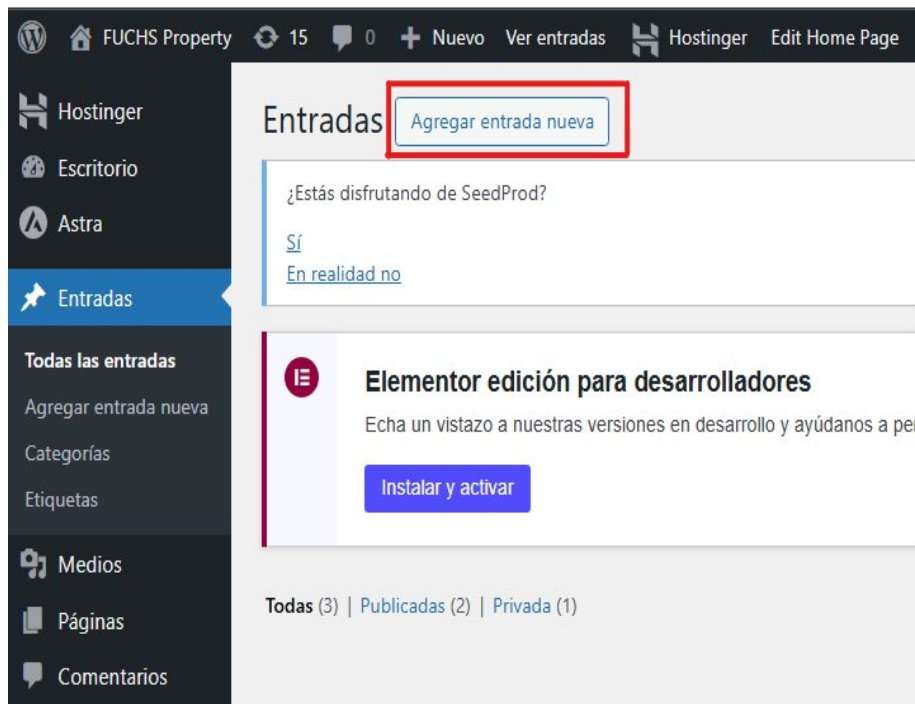 FUCHS Property 15 0 Nuevo Ver entradas Hostinger Edit Home Page
Hostinger
Escritorio
Astra
Entradas
Todas las entradas
Agregar entrada nueva
Categorías
Etiquetas
Medios
Páginas
Comentarios
Entradas Agregar entrada nueva
¿Estás disfrutando de SeedProd?
Sí
En realidad no
Elementor edición para desarrolladores
Echa un vistazo a nuestras versiones en desarrollo y ayúdanos a per
Instalar y activar
Todas (3) | Publicadas (2) | Privada (1)